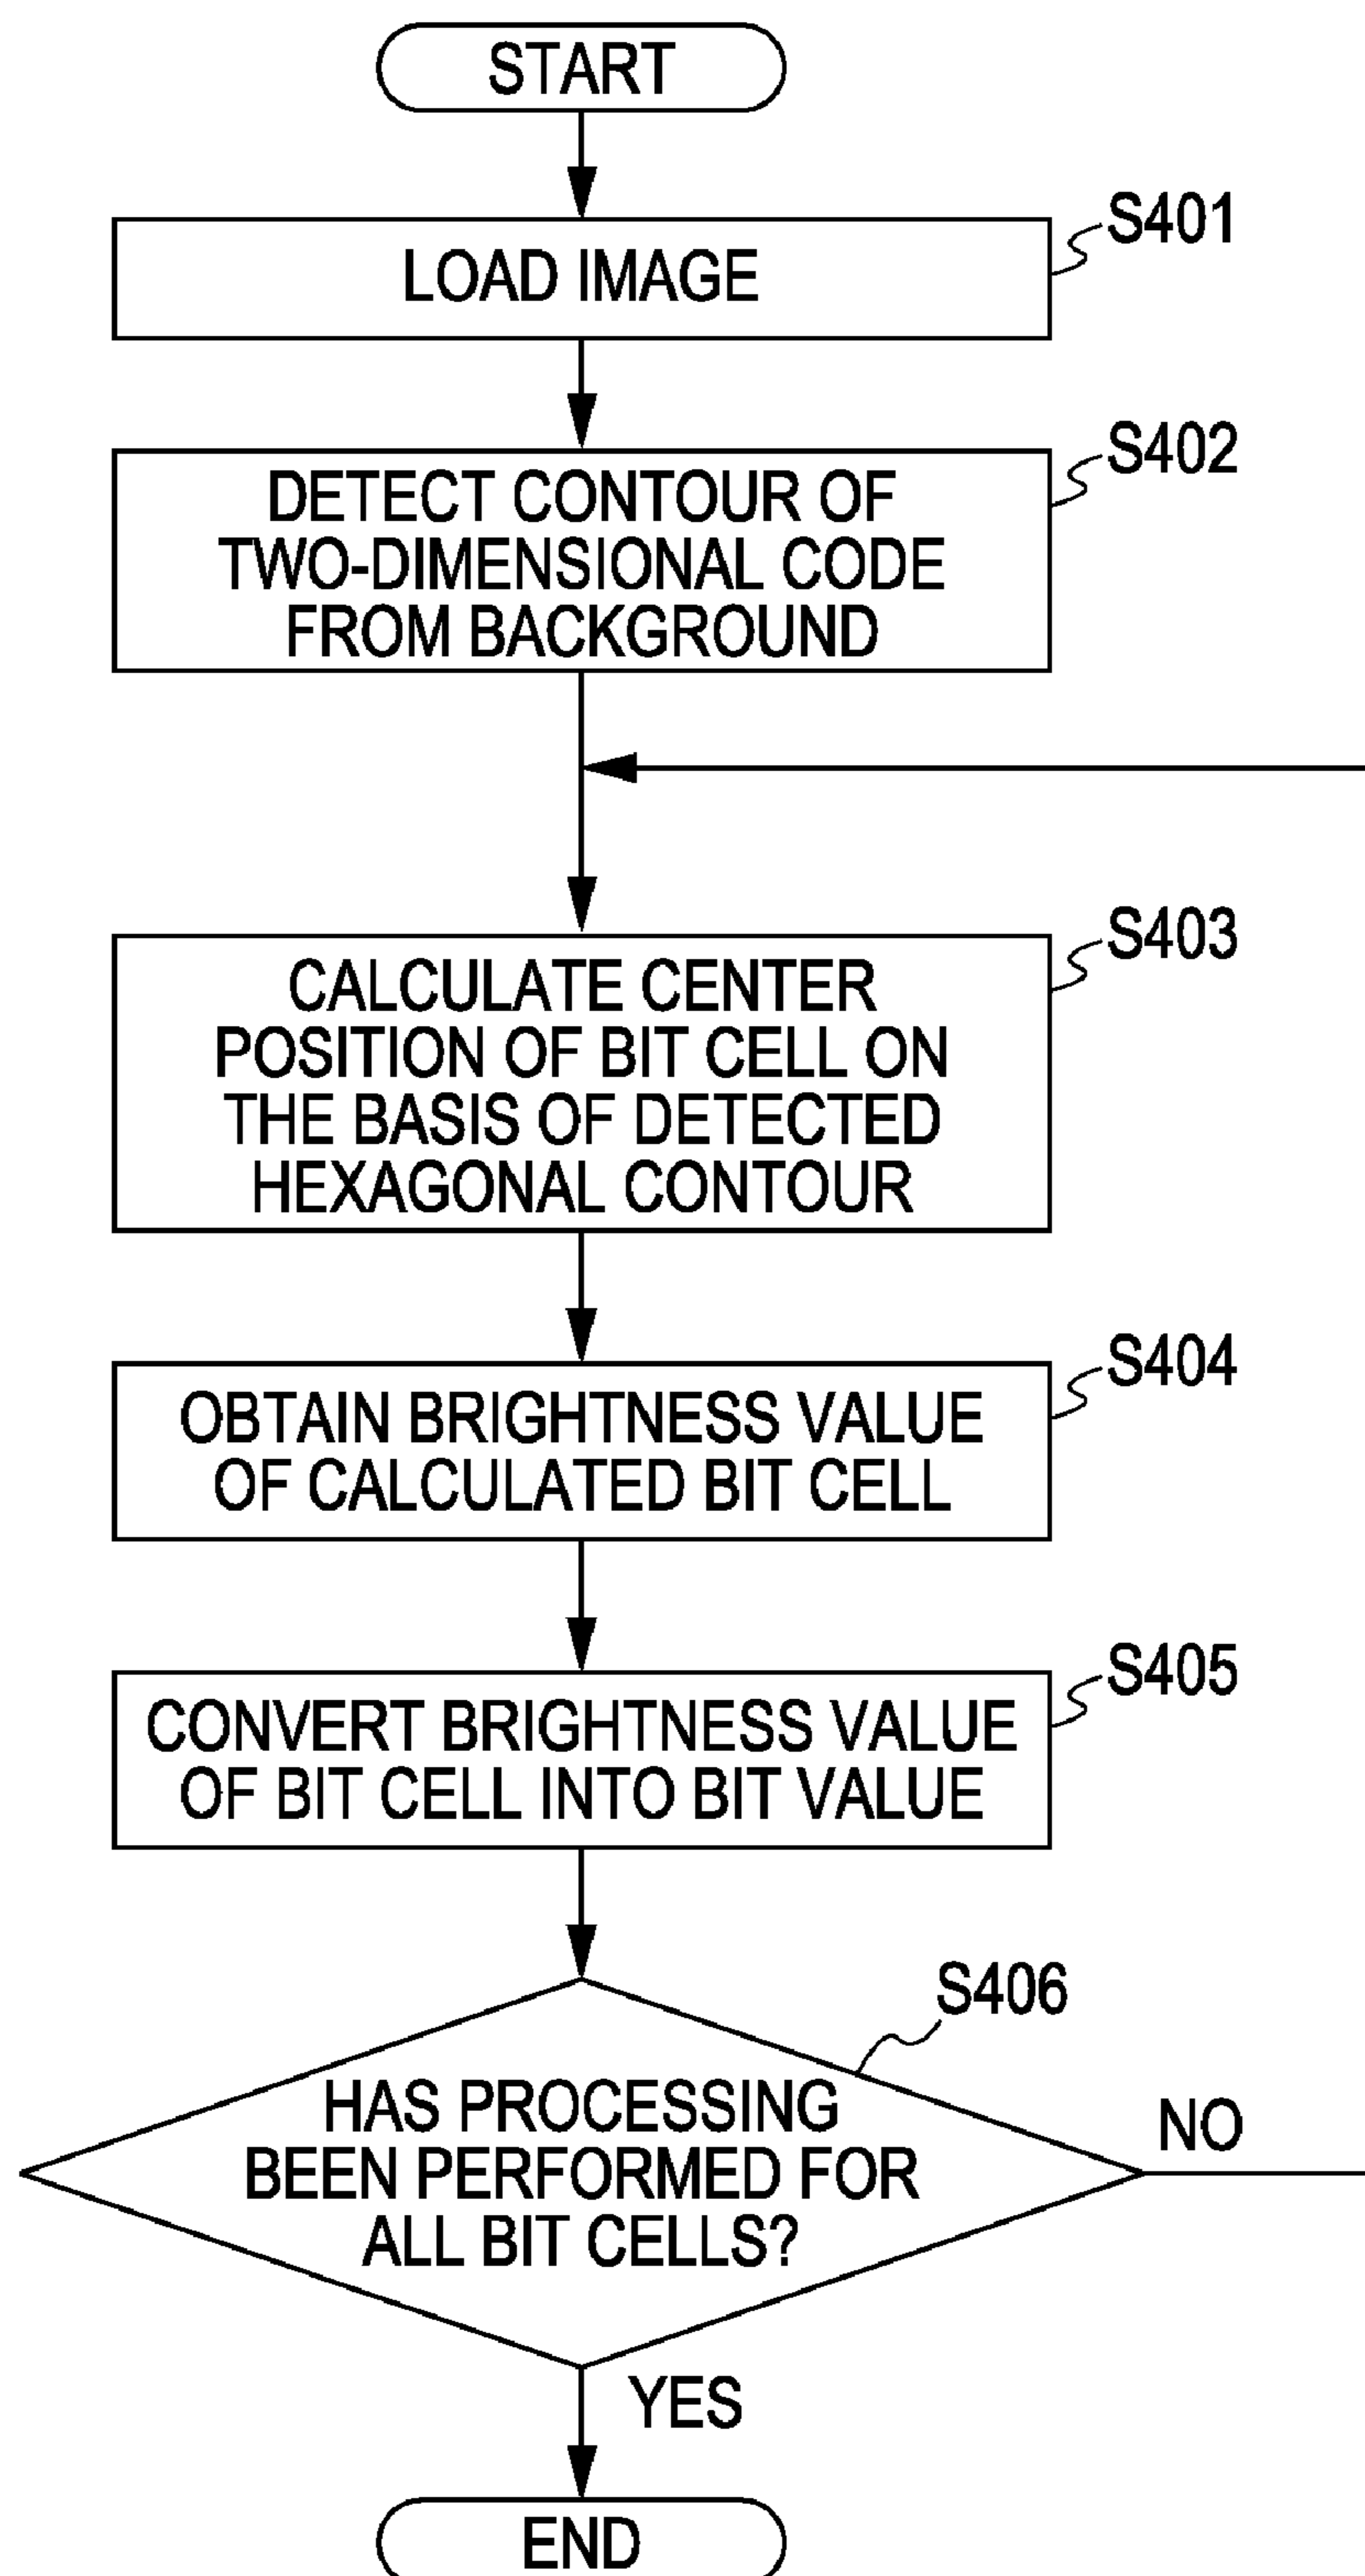 START
LOAD IMAGE
S401
DETECT CONTOUR OF
TWO-DIMENSIONAL CODE
FROM BACKGROUND
S402
CALCULATE CENTER
POSITION OF BIT CELL ON
THE BASIS OF DETECTED
HEXAGONAL CONTOUR
S403
OBTAIN BRIGHTNESS VALUE
OF CALCULATED BIT CELL
S404
CONVERT BRIGHTNESS VALUE
OF BIT CELL INTO BIT VALUE
S405
HAS PROCESSING
BEEN PERFORMED FOR
ALL BIT CELLS?
S406
NO
YES
END